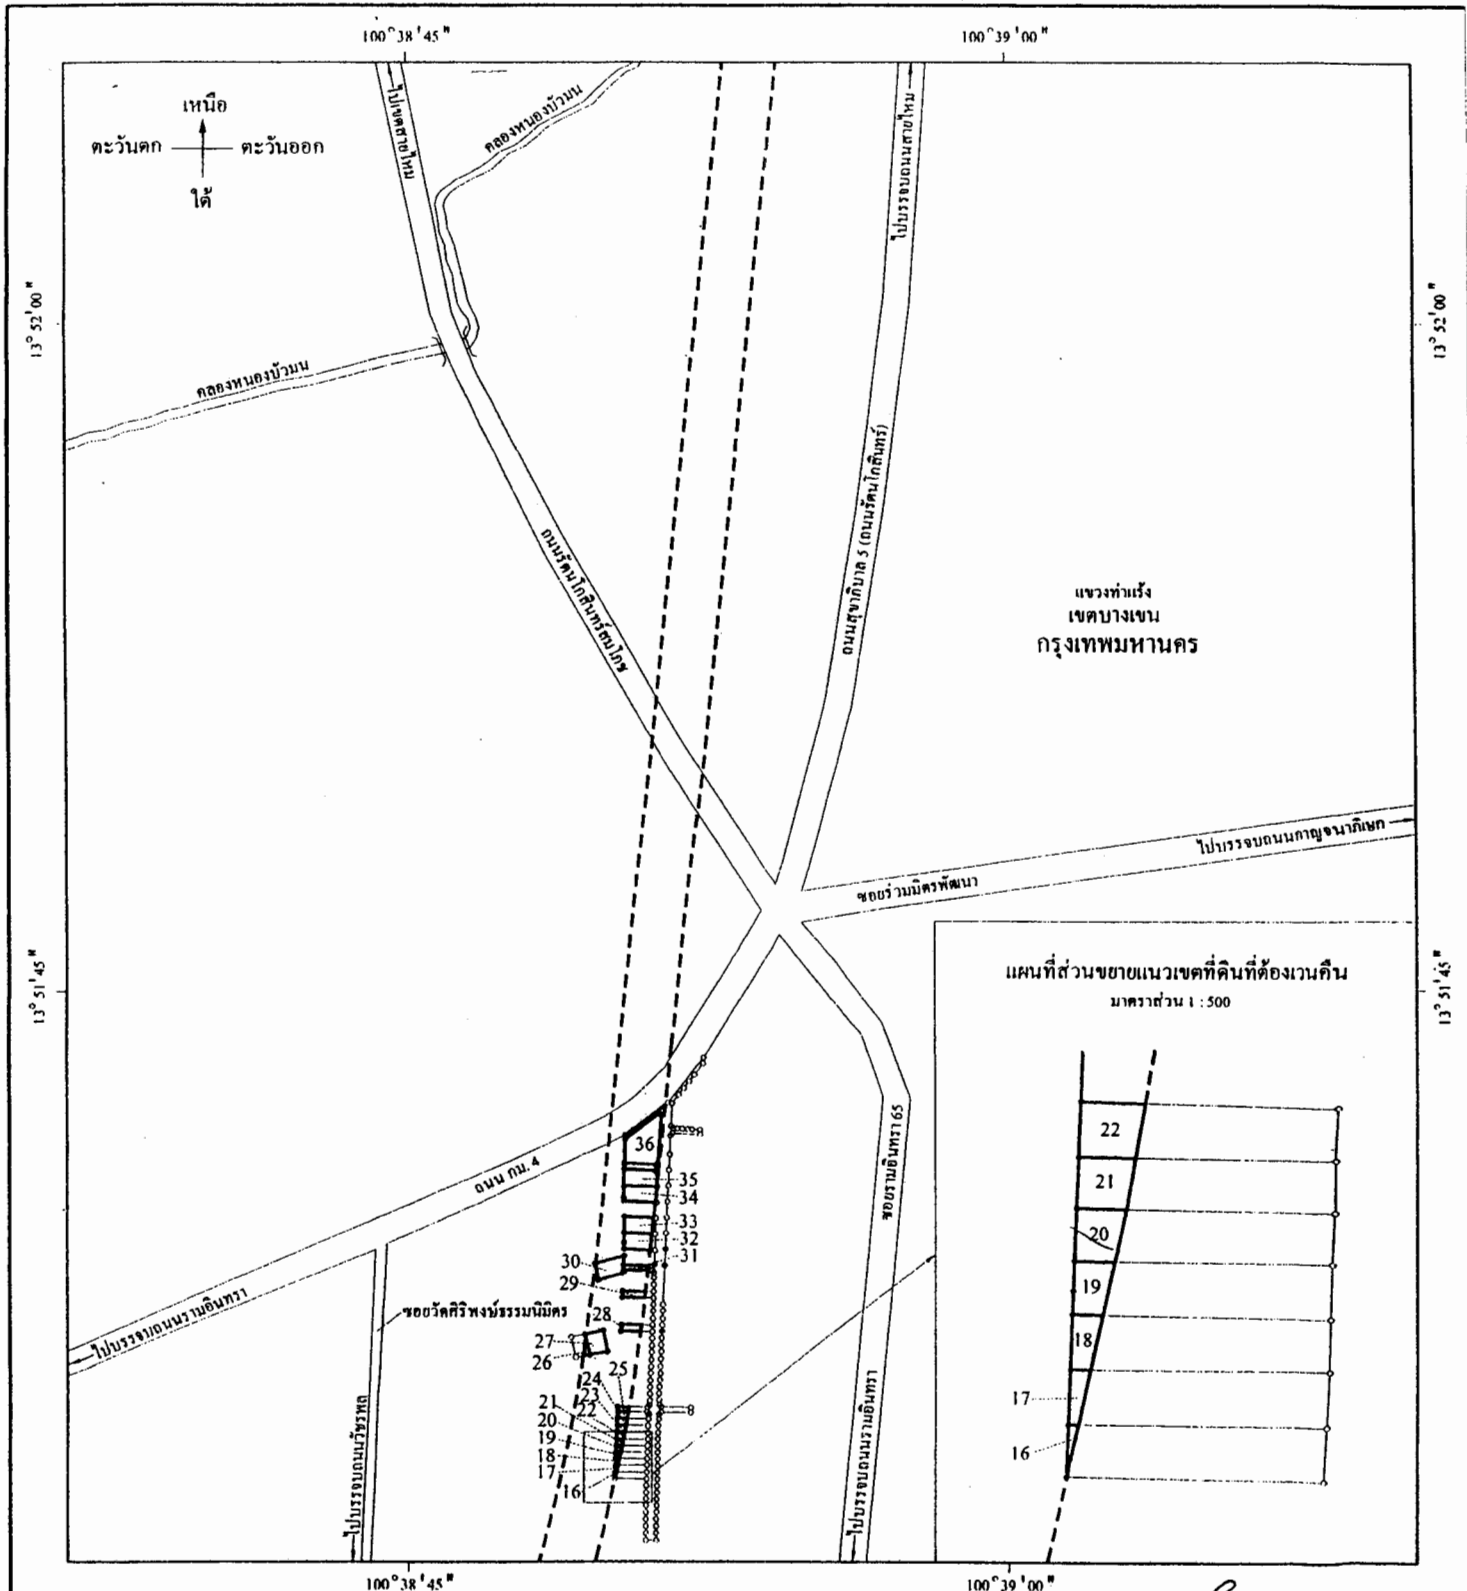 100°38'45"
100°39'00"
เหนือ
ตะวันตก
ตะวันออก
ใต้
ไปเขตสายไหม
คลองหนองบัวมน
ไปบรรจบถนนสายไหม
13°52'00"
13°52'00"
คลองหนองบัวมน
ถนนรัตนโกสินทร์สมโภช
ถนนสุขาภิบาล 5 (ถนนรัตนโกสินทร์)
แขวงท่าแร้ง
เขตบางเขน
กรุงเทพมหานคร
ไปบรรจบถนนกาญจนาภิเษก
ซอยร่วมมิตรพัฒนา
13°51'45"
13°51'45"
แผนที่ส่วนขยายแนวเขตที่ดินที่ต้องเวนคืน
มาตราส่วน 1 : 500
22
21
20
19
18
17
16
ซอยรามอินทรา 65
ถนน กม. 4
36
35
34
33
32
31
30
29
28
27
26
25
24
23
22
21
20
19
18
17
16
ซอยวัดศิริพงษ์ธรรมนิมิตร
ไปบรรจบถนนรามอินทรา
ไปบรรจบถนนวัชรพล
ไปบรรจบถนนรามอินทรา
100°38'45"
100°39'00"